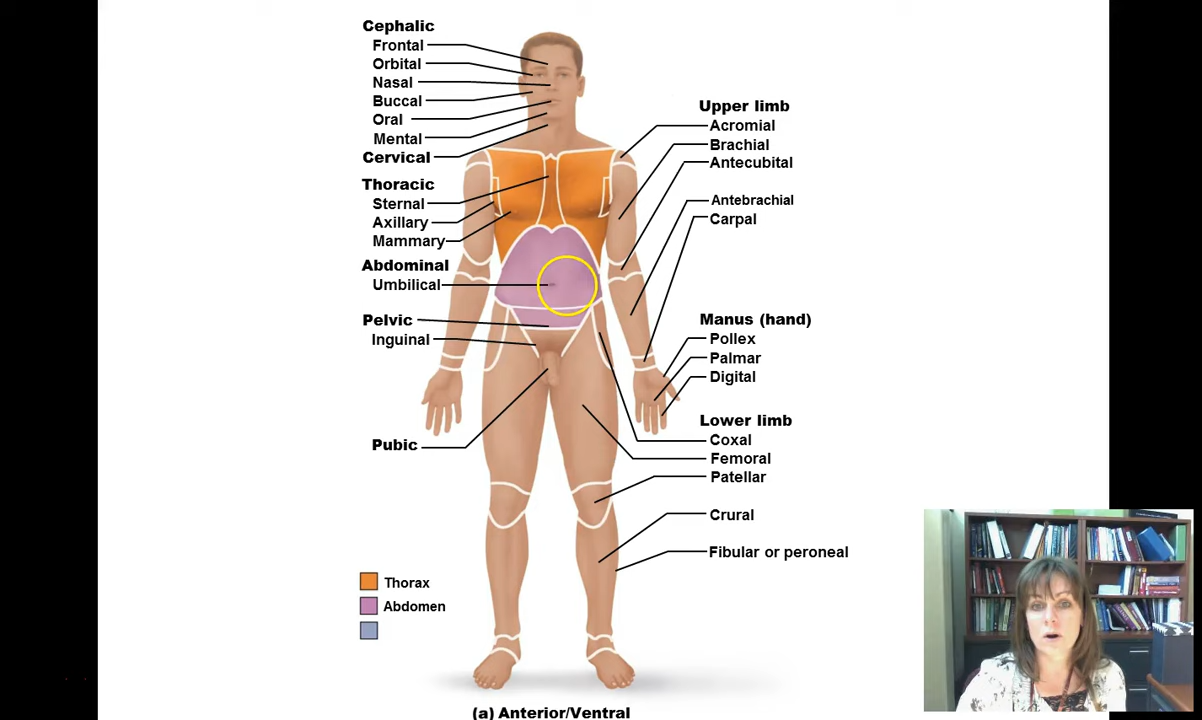 Cephalic
Frontal
Orbital
Nasal
Buccal
Oral
Mental
Cervical
Thoracic
Sternal
Axillary
Mammary
Abdominal
Umbilical
Pelvic
Inguinal
Pubic
Upper limb
Acromial
Brachial
Antecubital
Antebrachial
Carpal
Manus (hand)
Pollex
Palmar
Digital
Lower limb
Coxal
Femoral
Patellar
Crural
Fibular or peroneal
Thorax
Abdomen
(a) Anterior/Ventral